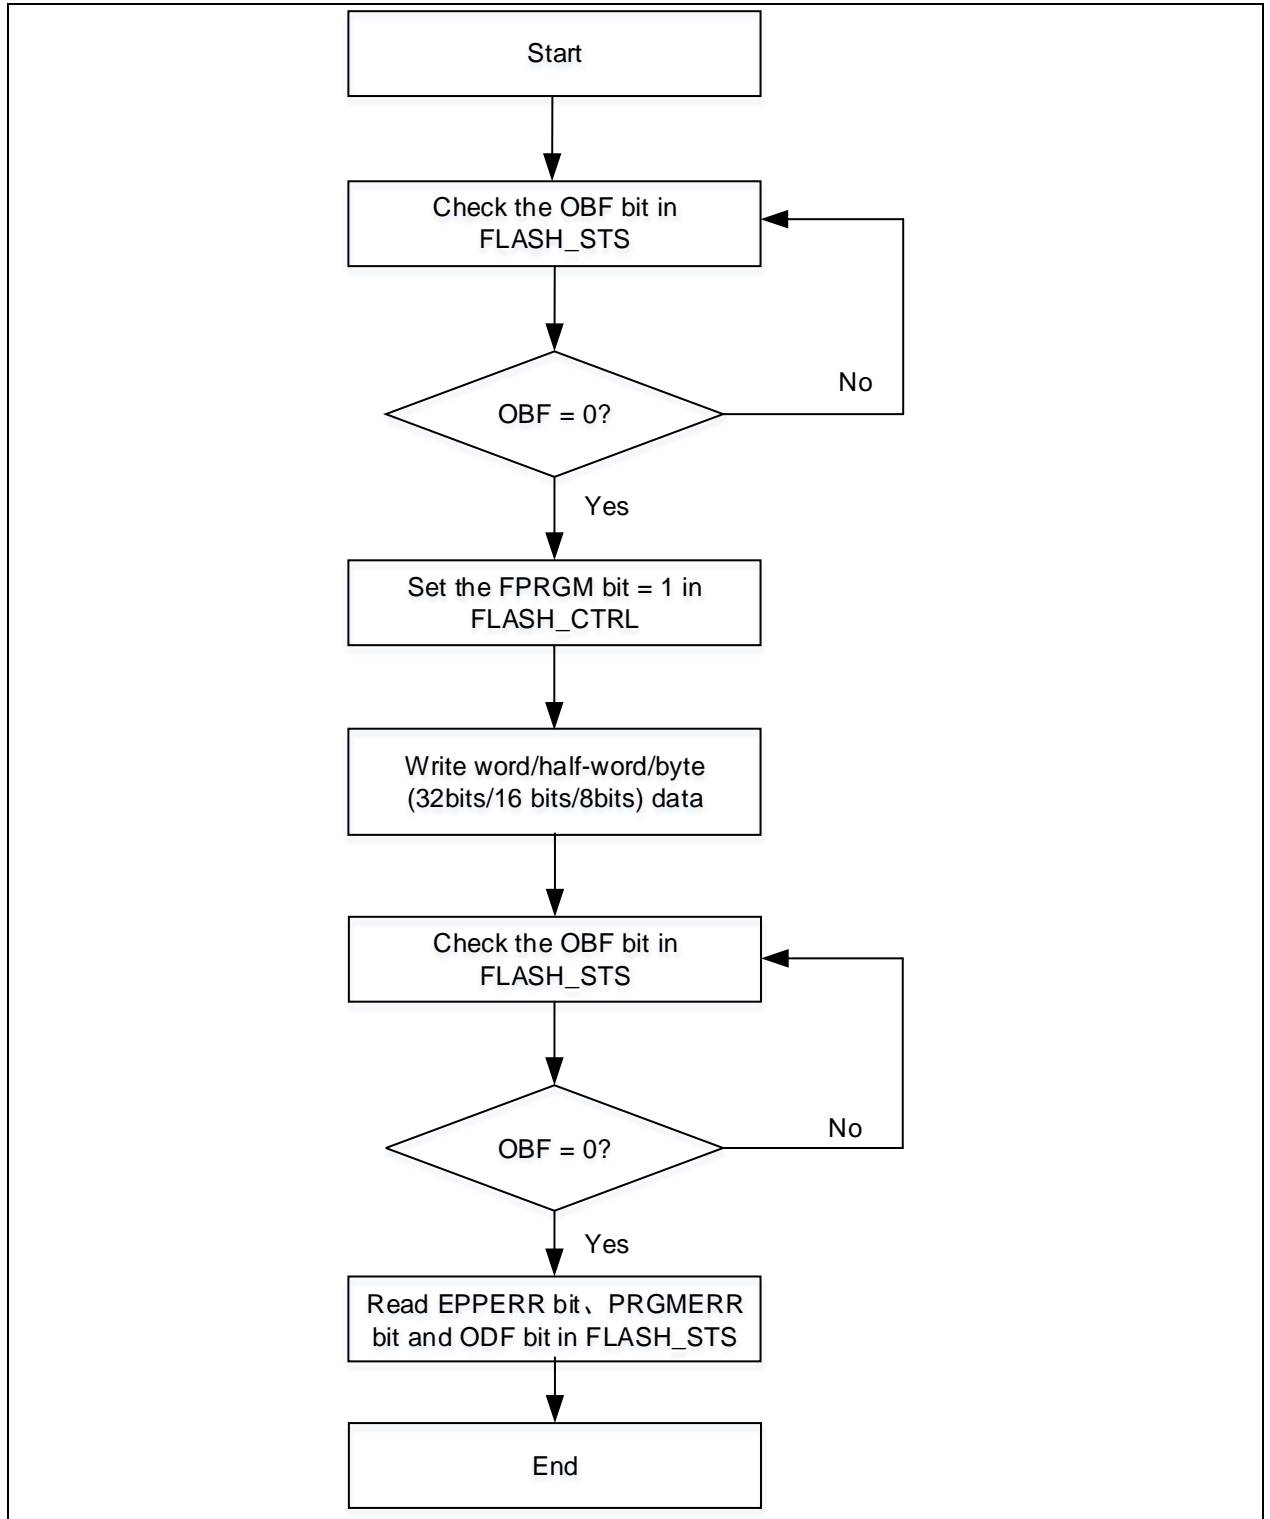 Start
Check the OBF bit in
FLASH_STS
OBF = 0?
No
Yes
Set the FPRGM bit = 1 in
FLASH_CTRL
Write word/half-word/byte
(32bits/16 bits/8bits) data
Check the OBF bit in
FLASH_STS
OBF = 0?
No
Yes
Read EPPERR bit、PRGMERR
bit and ODF bit in FLASH_STS
End